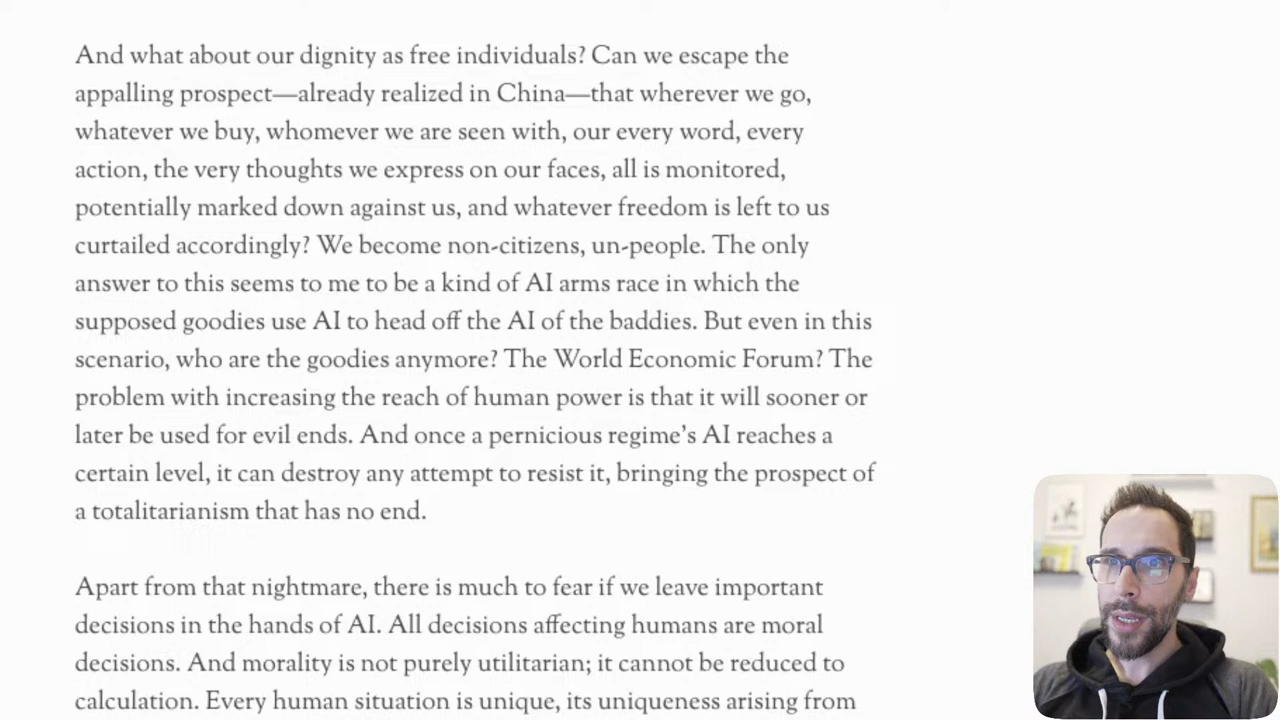 And what about our dignity as free individuals? Can we escape the
appalling prospect—already realized in China—that wherever we go,
whatever we buy, whomever we are seen with, our every word, every
action, the very thoughts we express on our faces, all is monitored,
potentially marked down against us, and whatever freedom is left to us
curtailed accordingly? We become non-citizens, un-people. The only
answer to this seems to me to be a kind of AI arms race in which the
supposed goodies use AI to head off the AI of the baddies. But even in this
scenario, who are the goodies anymore? The World Economic Forum? The
problem with increasing the reach of human power is that it will sooner or
later be used for evil ends. And once a pernicious regime's AI reaches a
certain level, it can destroy any attempt to resist it, bringing the prospect of
a totalitarianism that has no end.
Apart from that nightmare, there is much to fear if we leave important
decisions in the hands of AI. All decisions affecting humans are moral
decisions. And morality is not purely utilitarian; it cannot be reduced to
calculation. Every human situation is unique, its uniqueness arising from